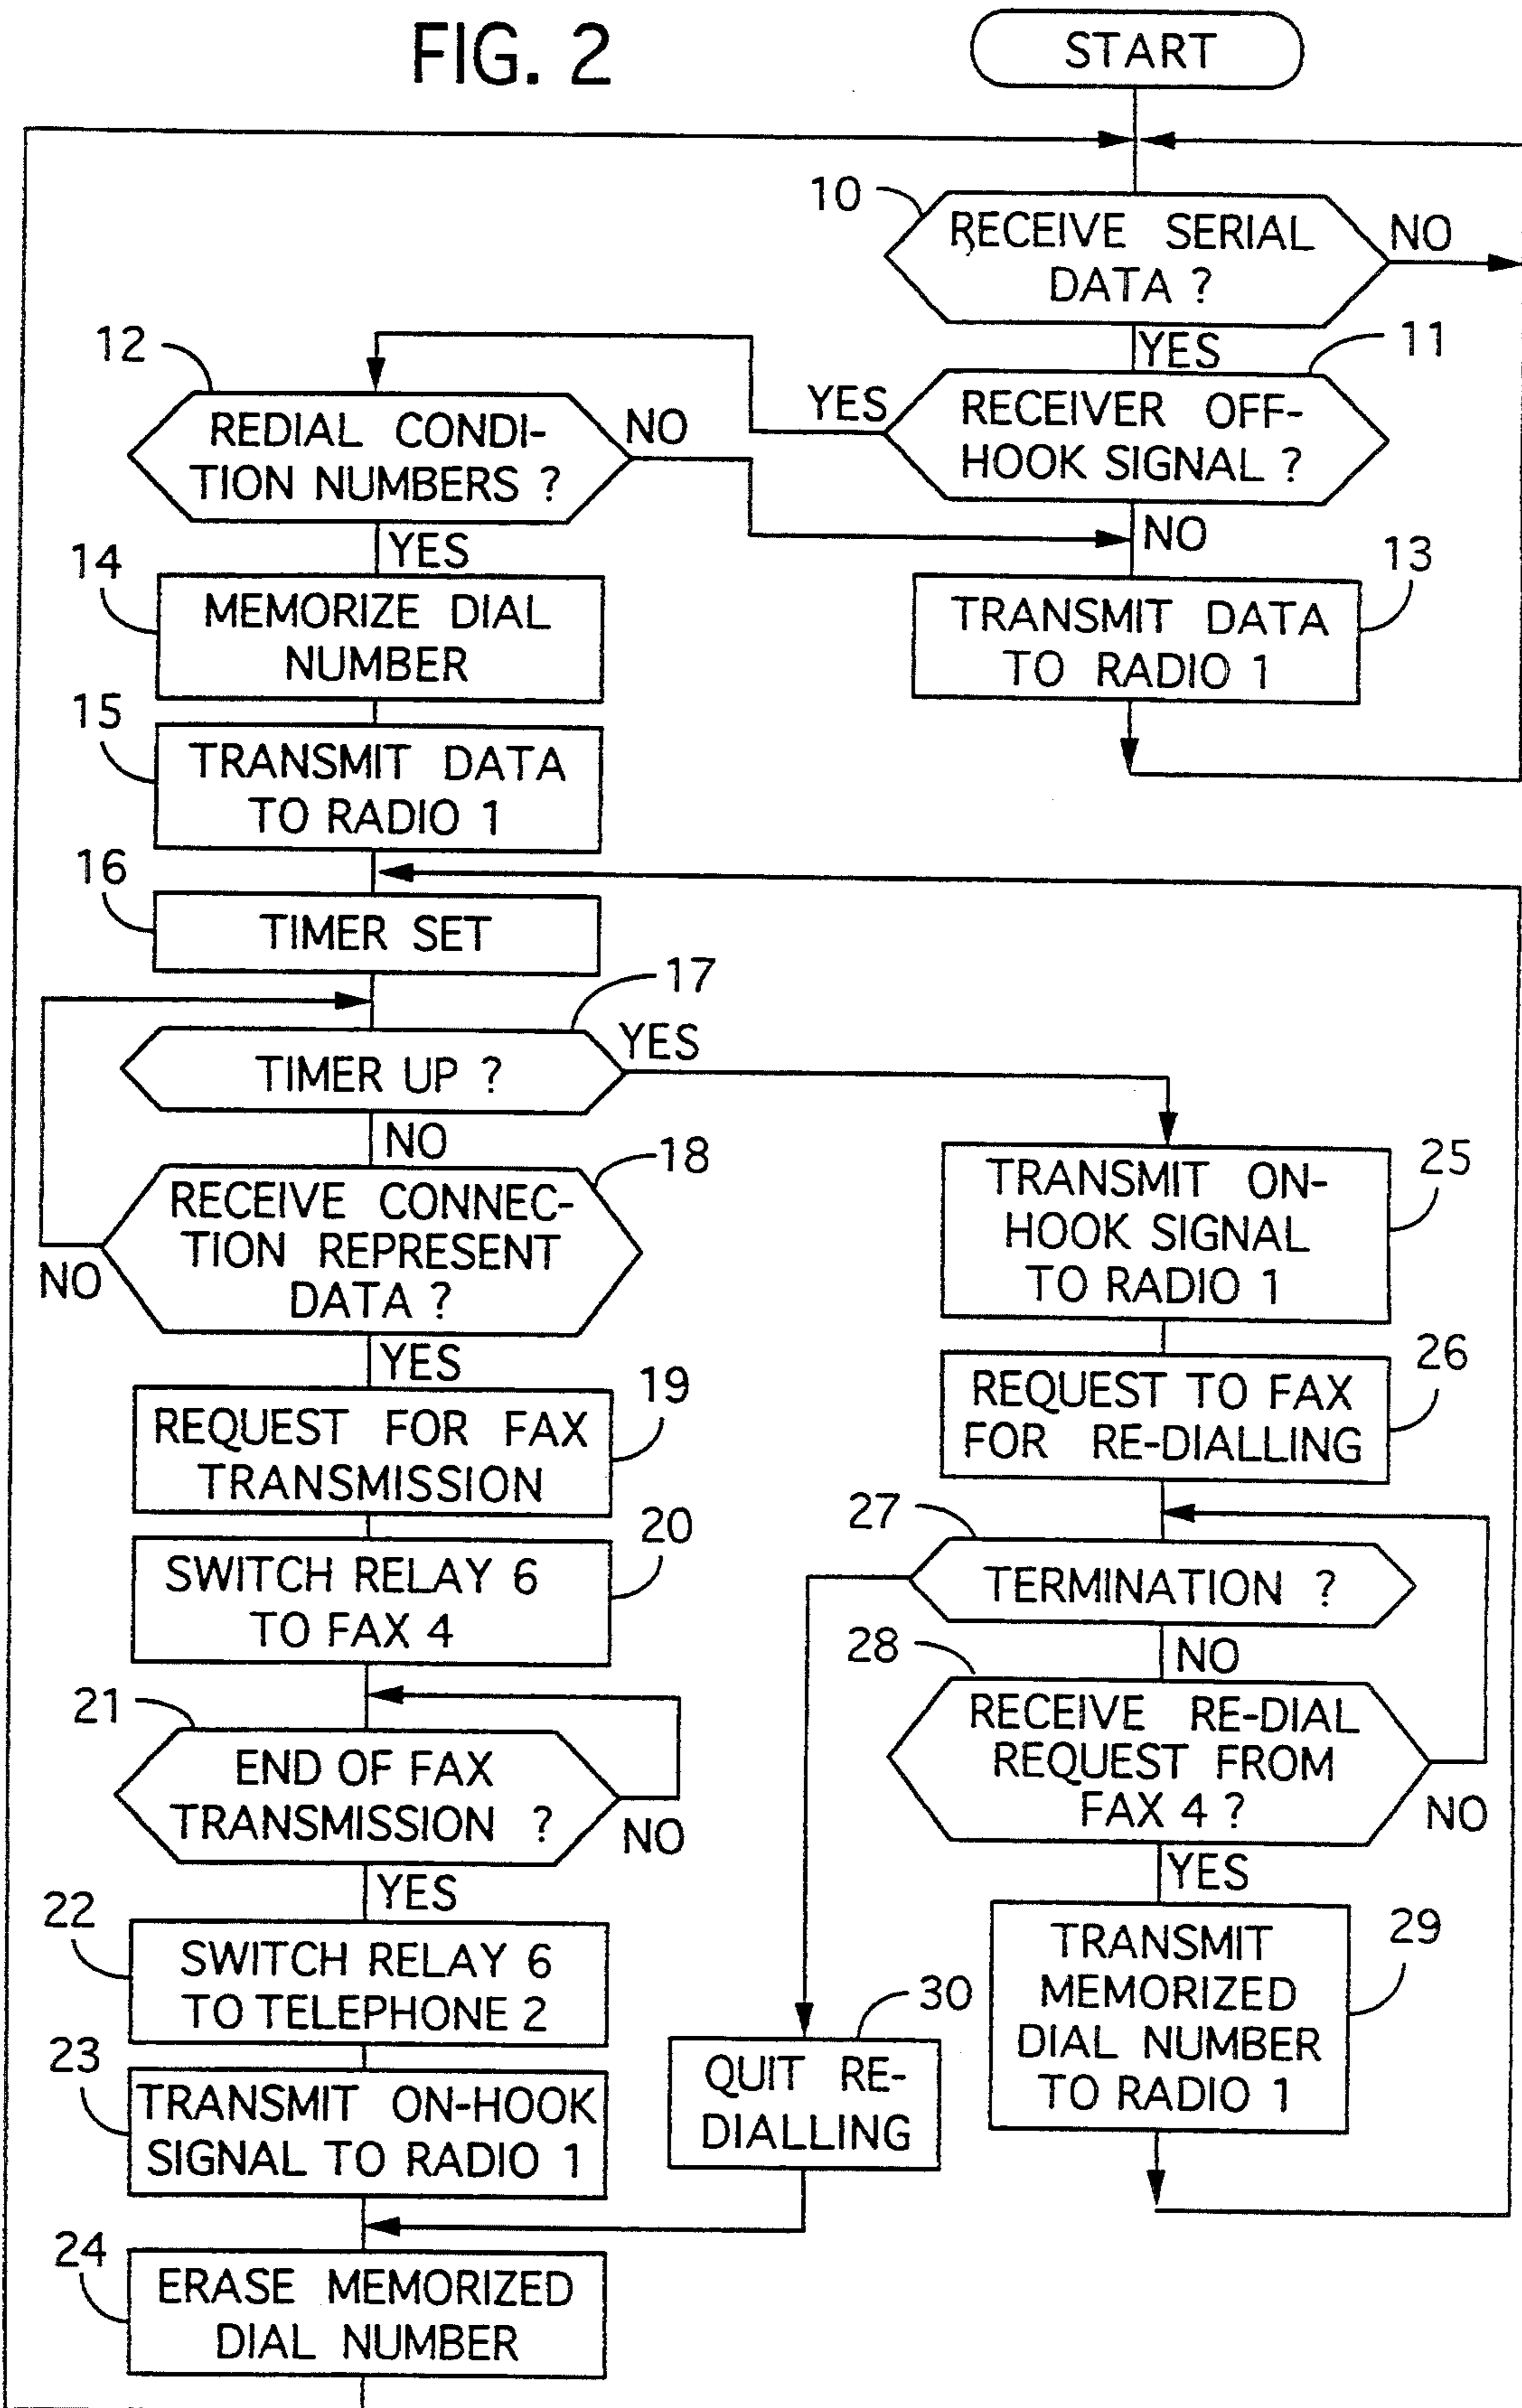 FIG. 2
START
10
RECEIVE SERIAL
DATA ?
NO
YES
11
RECEIVER OFF-
HOOK SIGNAL ?
YES
NO
12
REDIAL CONDI-
TION NUMBERS ?
NO
YES
13
TRANSMIT DATA
TO RADIO 1
14
MEMORIZE DIAL
NUMBER
15
TRANSMIT DATA
TO RADIO 1
16
TIMER SET
17
TIMER UP ?
YES
NO
18
RECEIVE CONNEC-
TION REPRESENT
DATA ?
NO
YES
19
REQUEST FOR FAX
TRANSMISSION
20
SWITCH RELAY 6
TO FAX 4
21
END OF FAX
TRANSMISSION ?
NO
YES
22
SWITCH RELAY 6
TO TELEPHONE 2
23
TRANSMIT ON-HOOK
SIGNAL TO RADIO 1
24
ERASE MEMORIZED
DIAL NUMBER
25
TRANSMIT ON-
HOOK SIGNAL
TO RADIO 1
26
REQUEST TO FAX
FOR RE-DIALLING
27
TERMINATION ?
NO
28
RECEIVE RE-DIAL
REQUEST FROM
FAX 4 ?
NO
YES
29
TRANSMIT
MEMORIZED
DIAL NUMBER
TO RADIO 1
30
QUIT RE-
DIALLING